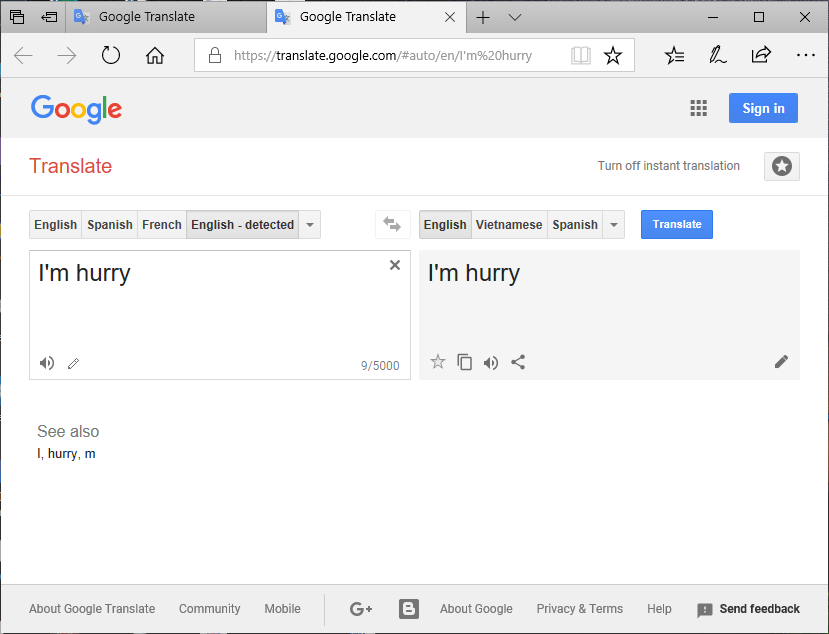 Google Translate
Google Translate
https://translate.google.com/#auto/en/I'm%20hurry
Google
Sign in
Translate
Turn off instant translation
English Spanish French English - detected
English Vietnamese Spanish
Translate
I'm hurry
I'm hurry
9/5000
See also
I, hurry, m
About Google Translate Community Mobile G+ B About Google Privacy & Terms Help Send feedback